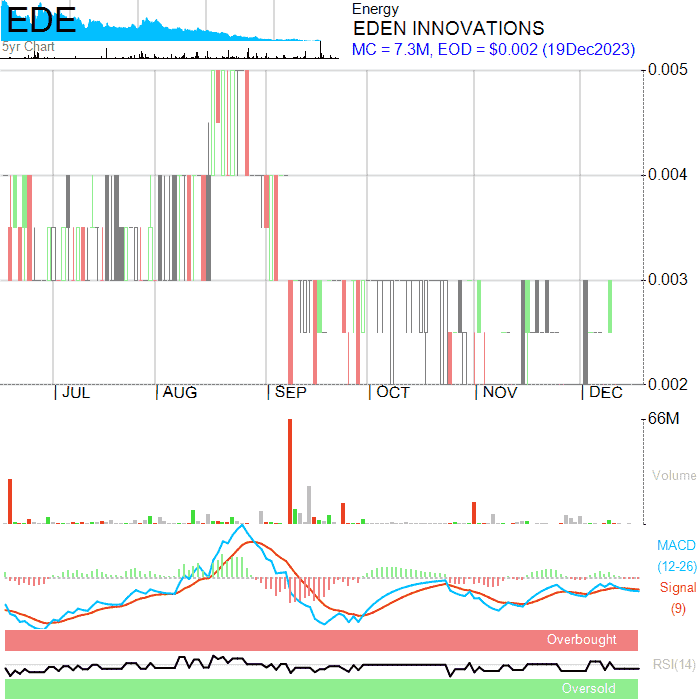 EDE
5yr Chart
Energy
EDEN INNOVATIONS
MC = 7.3M, EOD = $0.002 (19Dec2023)
0.005
0.004
0.003
0.002
JUL AUG SEP OCT NOV DEC
66M
Volume
MACD
(12-26)
Signal
(9)
Overbought
RSI(14)
Oversold